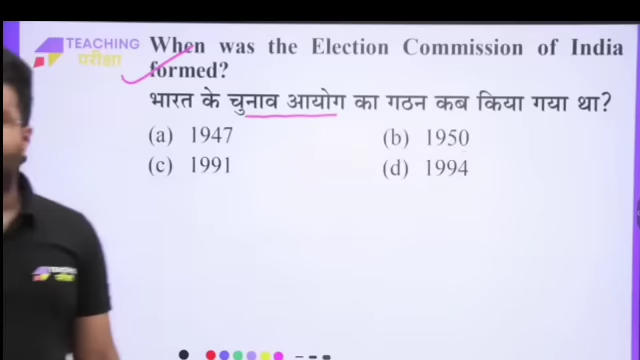 TEACHING
परीक्षा
When was the Election Commission of India
formed?
भारत के चुनाव आयोग का गठन कब किया गया था?
(a) 1947 (b) 1950
(c) 1991 (d) 1994